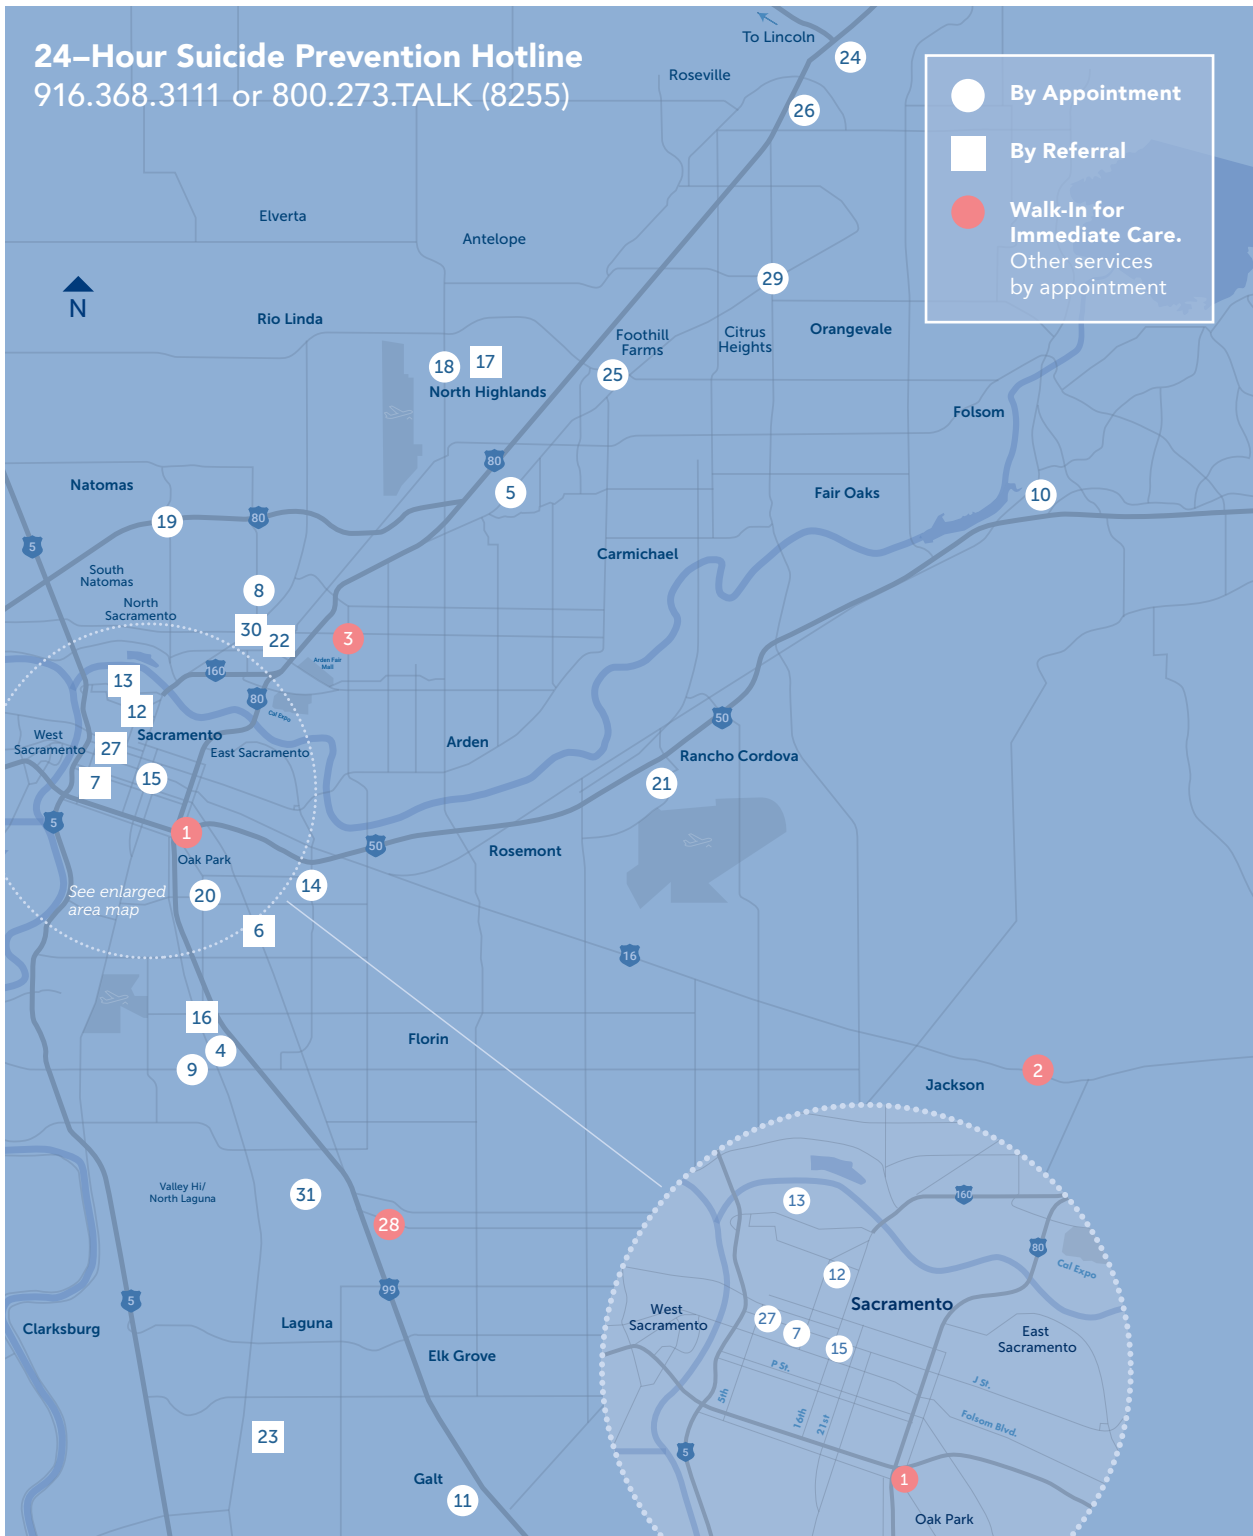 24–Hour Suicide Prevention Hotline
916.368.3111 or 800.273.TALK (8255)
To Lincoln
24
Roseville
26
By Appointment
By Referral
Walk-In for
Immediate Care.
Other services
by appointment
Elverta
Antelope
N
29
Rio Linda
Foothill
Farms
Citrus
Heights
Orangevale
18
17
25
North Highlands
Folsom
80
Natomas
5
Fair Oaks
10
19
80
5
Carmichael
South
Natomas
8
North
Sacramento
30
22
3
Arden Fair
Mall
160
13
80
12
Cal Expo
West
Sacramento
27
Sacramento
East Sacramento
Arden
50
Rancho Cordova
7
15
21
5
1
50
Rosemont
Oak Park
14
See enlarged
area map
20
6
16
16
Florin
4
9
2
Jackson
Valley Hi/
North Laguna
31
28
99
5
Clarksburg
Laguna
Elk Grove
23
Galt
11
13
160
80
Cal Expo
12
Sacramento
West
Sacramento
27
7
15
East
Sacramento
P St.
J St.
5th
16th
21st
Folsom Blvd.
5
1
Oak Park